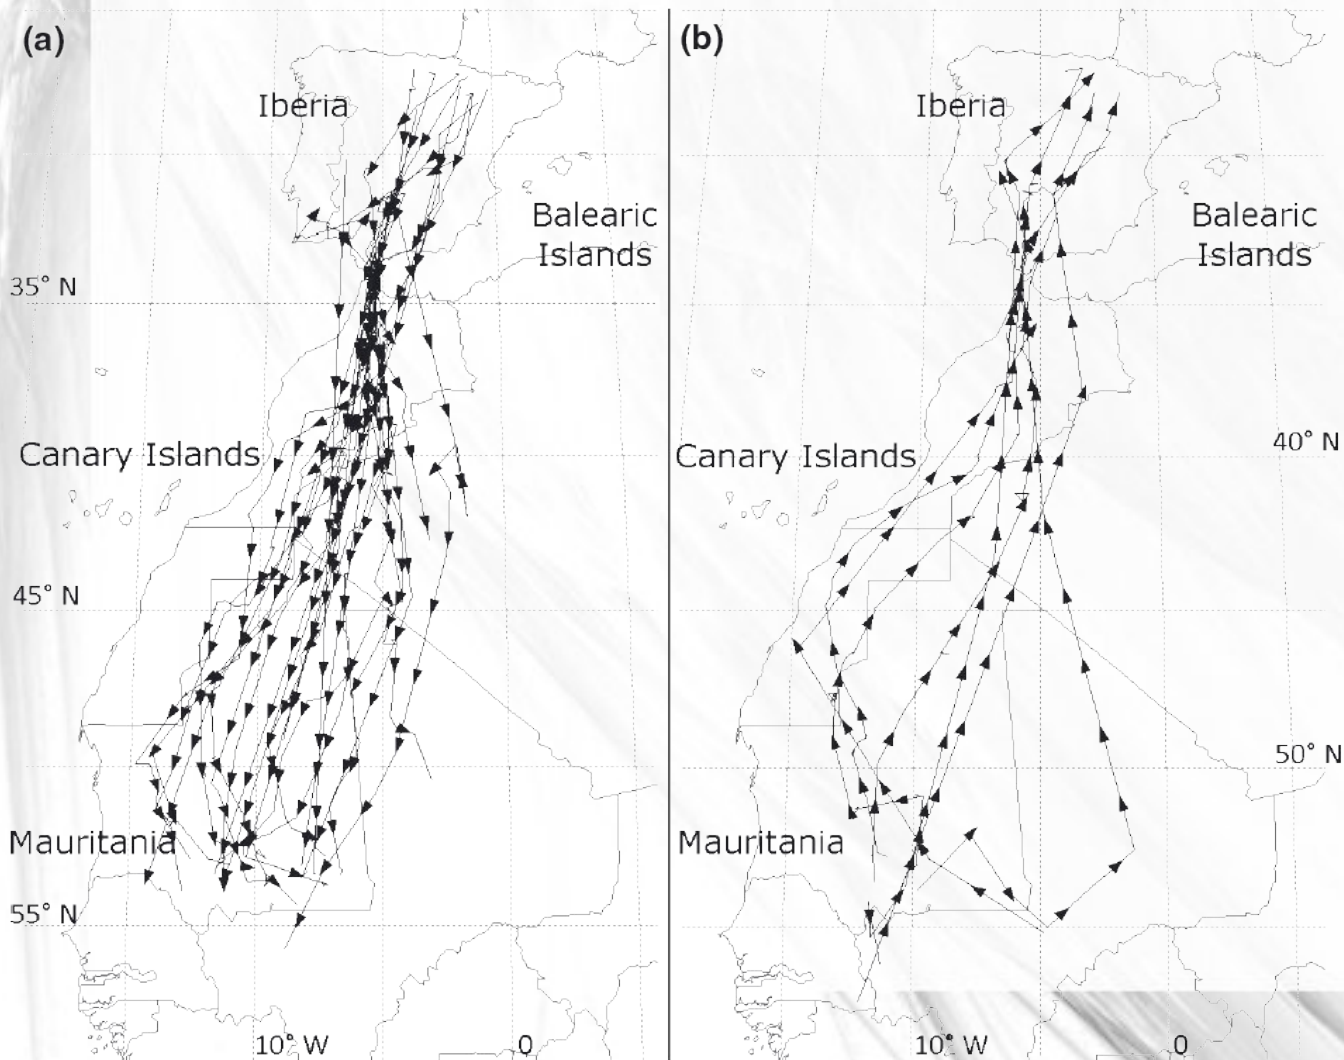 (a)
Iberia
Balearic
Islands
35° N
Canary Islands
45° N
Mauritania
55° N
10° W
0
(b)
Iberia
Balearic
Islands
Canary Islands
40° N
50° N
Mauritania
10° W
0